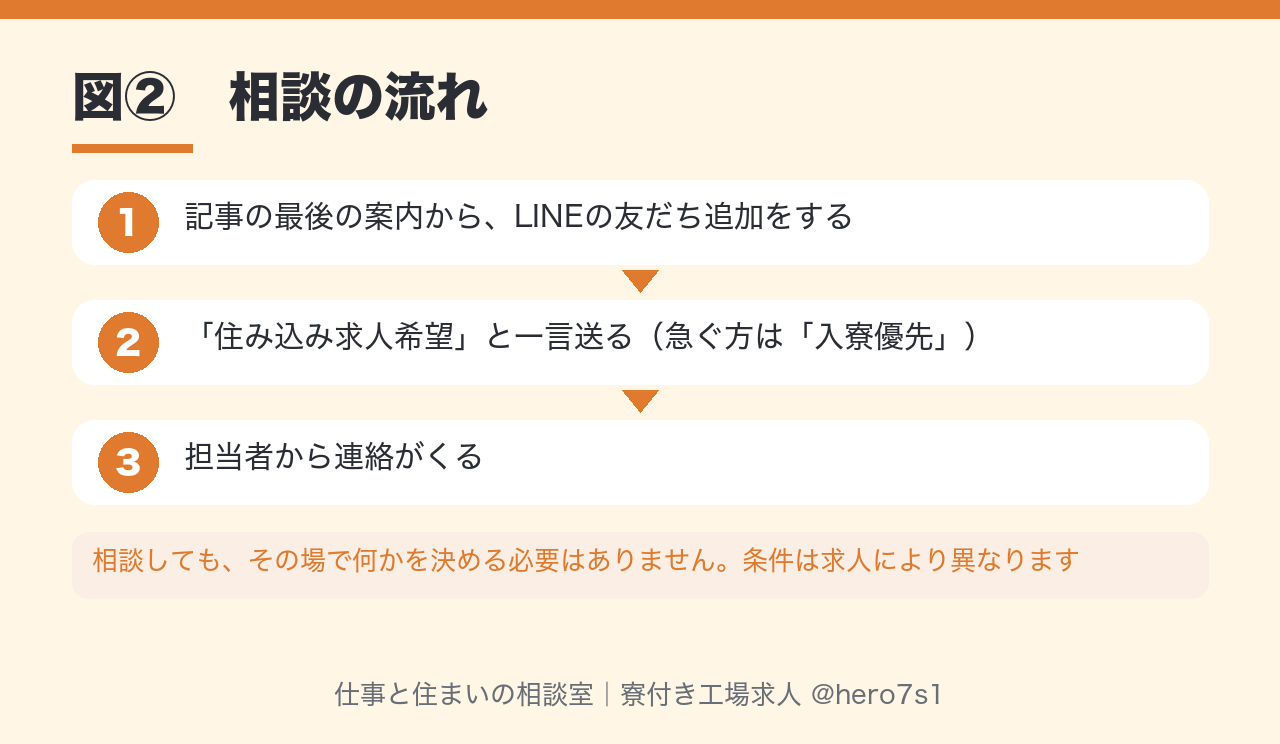 図② 相談の流れ
1 記事の最後の案内から、LINEの友だち追加をする
2 「住み込み求人希望」と一言送る（急ぐ方は「入寮優先」）
3 担当者から連絡がくる
相談しても、その場で何かを決める必要はありません。条件は求人により異なります
仕事と住まいの相談室｜寮付き工場求人 @hero7s1